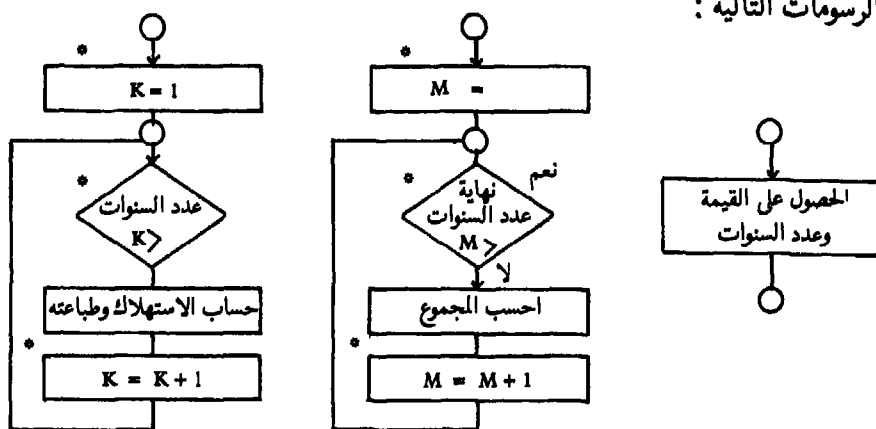 الرسومات التالية :
الحصول على القيمة
وعدد السنوات
*
M =
*
نعم
نهاية
عدد السنوات
M >
لا
احسب المجموع
*
M = M + 1
*
K = 1
*
عدد السنوات
K >
حساب الاستهلاك وطباعته
*
K = K + 1